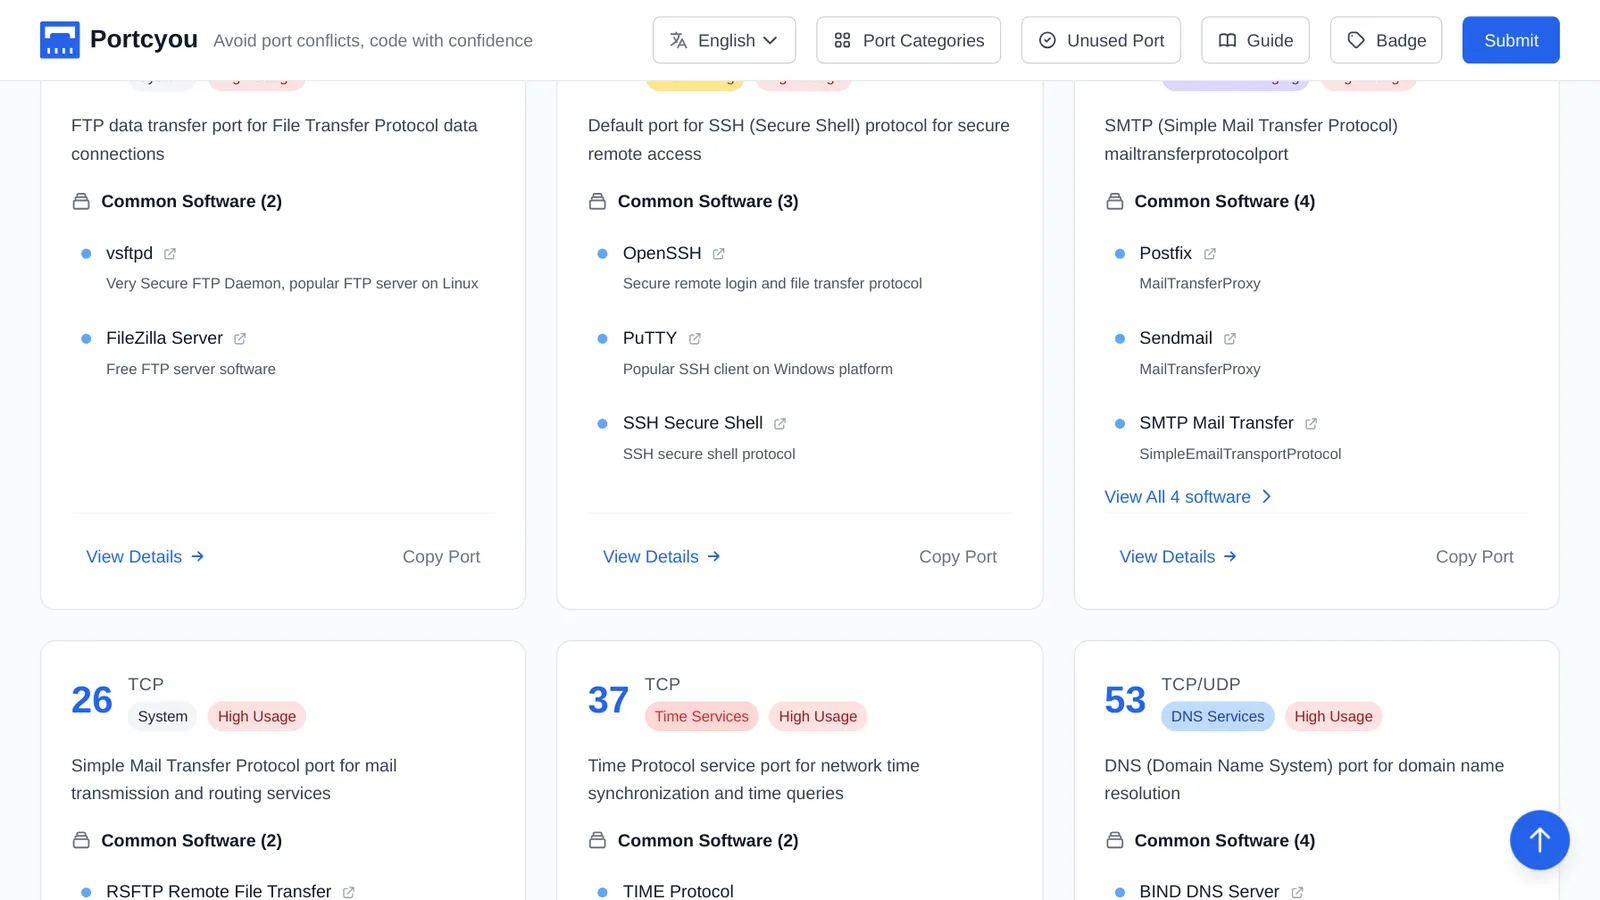 Portcyou
Avoid port conflicts, code with confidence
English
Port Categories
Unused Port
Guide
Badge
Submit
FTP data transfer port for File Transfer Protocol data
connections
Common Software (2)
vsftpd
Very Secure FTP Daemon, popular FTP server on Linux
FileZilla Server
Free FTP server software
View Details
Copy Port
Default port for SSH (Secure Shell) protocol for secure
remote access
Common Software (3)
OpenSSH
Secure remote login and file transfer protocol
PuTTY
Popular SSH client on Windows platform
SSH Secure Shell
SSH secure shell protocol
View Details
Copy Port
SMTP (Simple Mail Transfer Protocol)
mailtransferprotocolport
Common Software (4)
Postfix
MailTransferProxy
Sendmail
MailTransferProxy
SMTP Mail Transfer
SimpleEmailTransportProtocol
View All 4 software
View Details
Copy Port
26
TCP
System
High Usage
Simple Mail Transfer Protocol port for mail
transmission and routing services
Common Software (2)
RSFTP Remote File Transfer
37
TCP
Time Services
High Usage
Time Protocol service port for network time
synchronization and time queries
Common Software (2)
TIME Protocol
53
TCP/UDP
DNS Services
High Usage
DNS (Domain Name System) port for domain name
resolution
Common Software (4)
BIND DNS Server